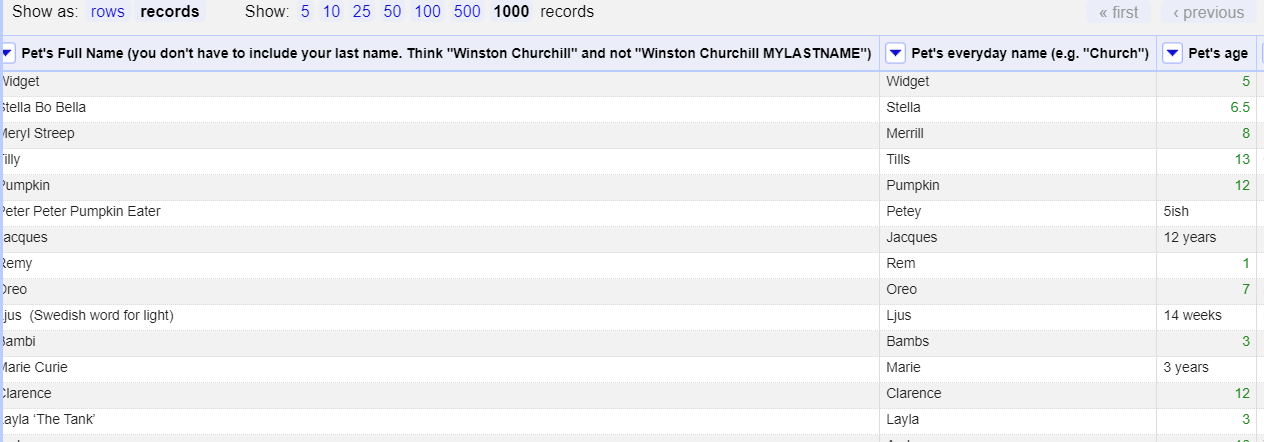 Show as: rows records Show: 5 10 25 50 100 500 1000 records « first ‹ previous
Pet's Full Name (you don't have to include your last name. Think "Winston Churchill" and not "Winston Churchill MYLASTNAME") Pet's everyday name (e.g. "Church") Pet's age
Widget Widget 5
Stella Bo Bella Stella 6.5
Meryl Streep Merrill 8
Tilly Tills 13
Pumpkin Pumpkin 12
Peter Peter Pumpkin Eater Petey 5ish
Jacques Jacques 12 years
Remy Rem 1
Oreo Oreo 7
Ljus (Swedish word for light) Ljus 14 weeks
Bambi Bambs 3
Marie Curie Marie 3 years
Clarence Clarence 12
Layla ‘The Tank’ Layla 3